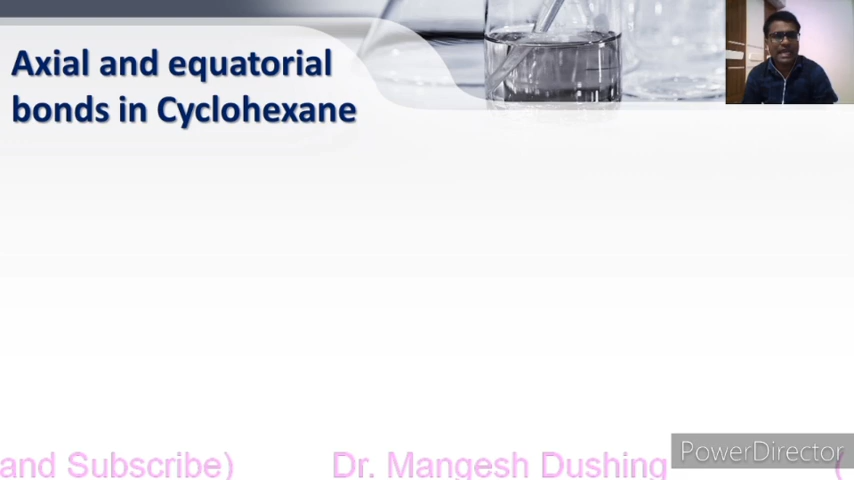 Axial and equatorial
bonds in Cyclohexane
and Subscribe) Dr. Mangesh Dushing (
PowerDirector